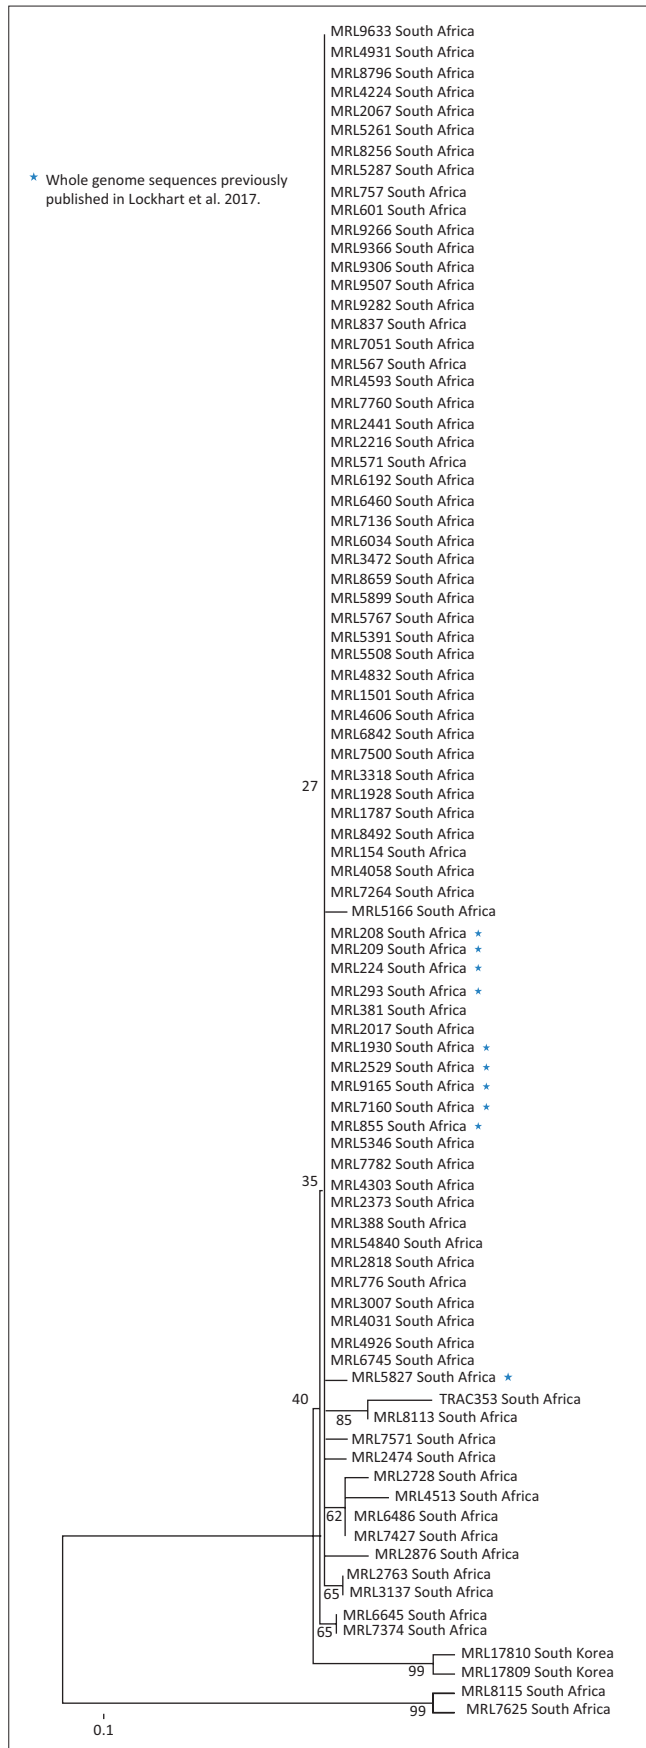 MRL9633 South Africa
MRL4931 South Africa
MRL8796 South Africa
MRL4224 South Africa
MRL2067 South Africa
MRL5261 South Africa
MRL8256 South Africa
MRL5287 South Africa
★ Whole genome sequences previously
published in Lockhart et al. 2017.
MRL757 South Africa
MRL601 South Africa
MRL9266 South Africa
MRL9366 South Africa
MRL9306 South Africa
MRL9507 South Africa
MRL9282 South Africa
MRL837 South Africa
MRL7051 South Africa
MRL567 South Africa
MRL4593 South Africa
MRL7760 South Africa
MRL2441 South Africa
MRL2216 South Africa
MRL571 South Africa
MRL6192 South Africa
MRL6460 South Africa
MRL7136 South Africa
MRL6034 South Africa
MRL3472 South Africa
MRL8659 South Africa
MRL5899 South Africa
MRL5767 South Africa
MRL5391 South Africa
MRL5508 South Africa
MRL4832 South Africa
MRL1501 South Africa
MRL4606 South Africa
MRL6842 South Africa
MRL7500 South Africa
MRL3318 South Africa
27
MRL1928 South Africa
MRL1787 South Africa
MRL8492 South Africa
MRL154 South Africa
MRL4058 South Africa
MRL7264 South Africa
MRL5166 South Africa
MRL208 South Africa ★
MRL209 South Africa ★
MRL224 South Africa ★
MRL293 South Africa ★
MRL381 South Africa
MRL2017 South Africa
MRL1930 South Africa ★
MRL2529 South Africa ★
MRL9165 South Africa ★
MRL7160 South Africa ★
MRL855 South Africa ★
MRL5346 South Africa
MRL7782 South Africa
35
MRL4303 South Africa
MRL2373 South Africa
MRL388 South Africa
MRL54840 South Africa
MRL2818 South Africa
MRL776 South Africa
MRL3007 South Africa
MRL4031 South Africa
MRL4926 South Africa
MRL6745 South Africa
MRL5827 South Africa ★
40
TRAC353 South Africa
85
MRL8113 South Africa
MRL7571 South Africa
MRL2474 South Africa
MRL2728 South Africa
MRL4513 South Africa
62
MRL6486 South Africa
MRL7427 South Africa
MRL2876 South Africa
MRL2763 South Africa
65
MRL3137 South Africa
MRL6645 South Africa
65
MRL7374 South Africa
MRL17810 South Korea
99
MRL17809 South Korea
MRL8115 South Africa
99
MRL7625 South Africa
0.1